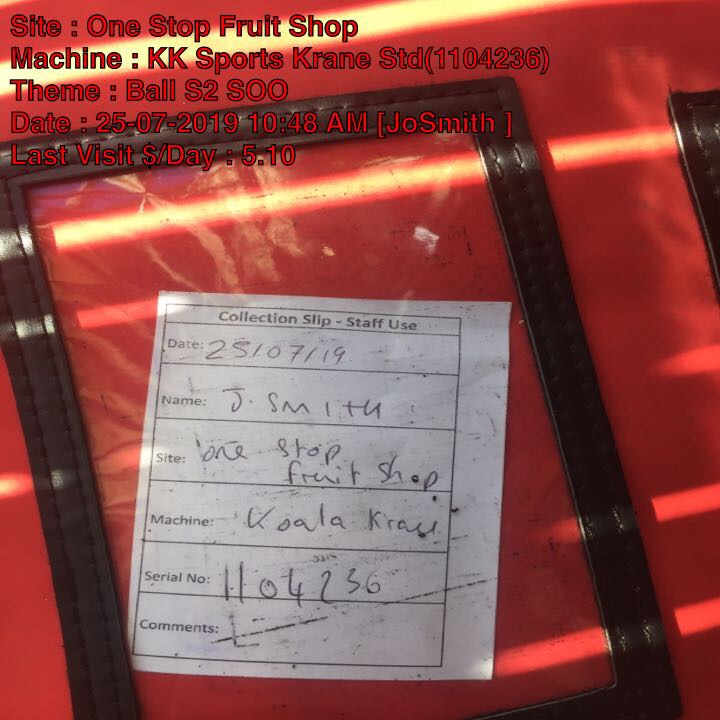 Site : One Stop Fruit Shop
Machine : KK Sports Krane Std(1104236)
Theme : Ball S2 SOO
Date : 25-07-2019 10:48 AM [JoSmith ]
Last Visit $/Day : 5.10
Collection Slip - Staff Use
Date: 25/07/19
Name: J. SMITH
Site: one stop
fruit shop
Machine: Koala Krane
Serial No: 1104236
Comments: